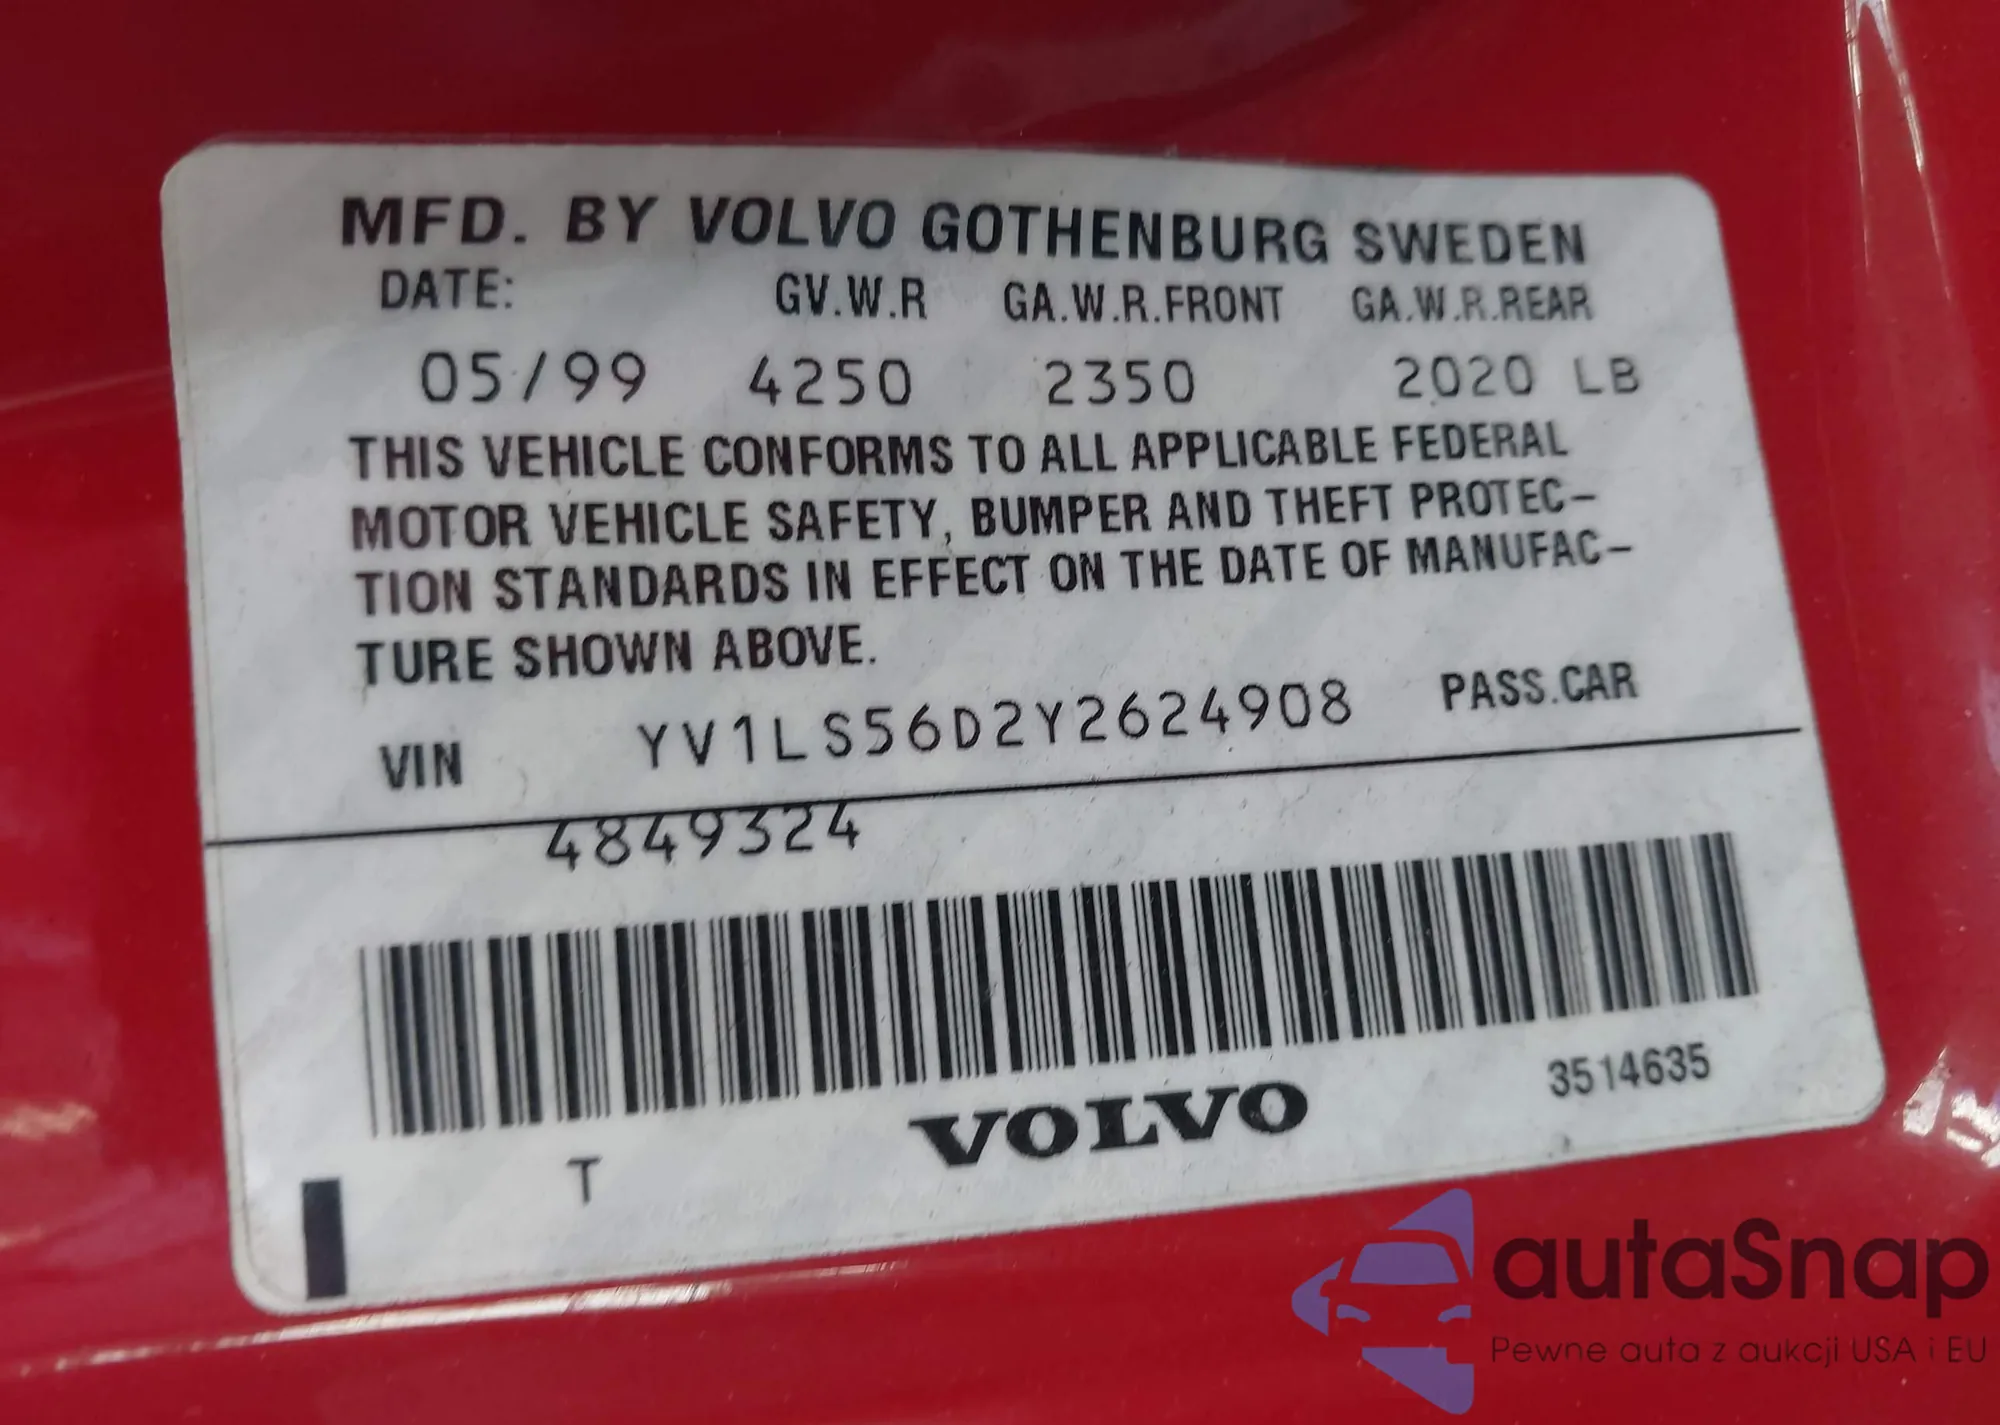 MFD. BY VOLVO GOTHENBURG SWEDEN
DATE: GV.W.R GA.W.R.FRONT GA.W.R.REAR
05/99 4250 2350 2020 LB
THIS VEHICLE CONFORMS TO ALL APPLICABLE FEDERAL
MOTOR VEHICLE SAFETY, BUMPER AND THEFT PROTEC-
TION STANDARDS IN EFFECT ON THE DATE OF MANUFAC-
TURE SHOWN ABOVE.
VIN YV1LS56D2Y2624908 PASS.CAR
4849324
3514635
VOLVO
T
autaSnap
Pewne auta z aukcji USA i EU